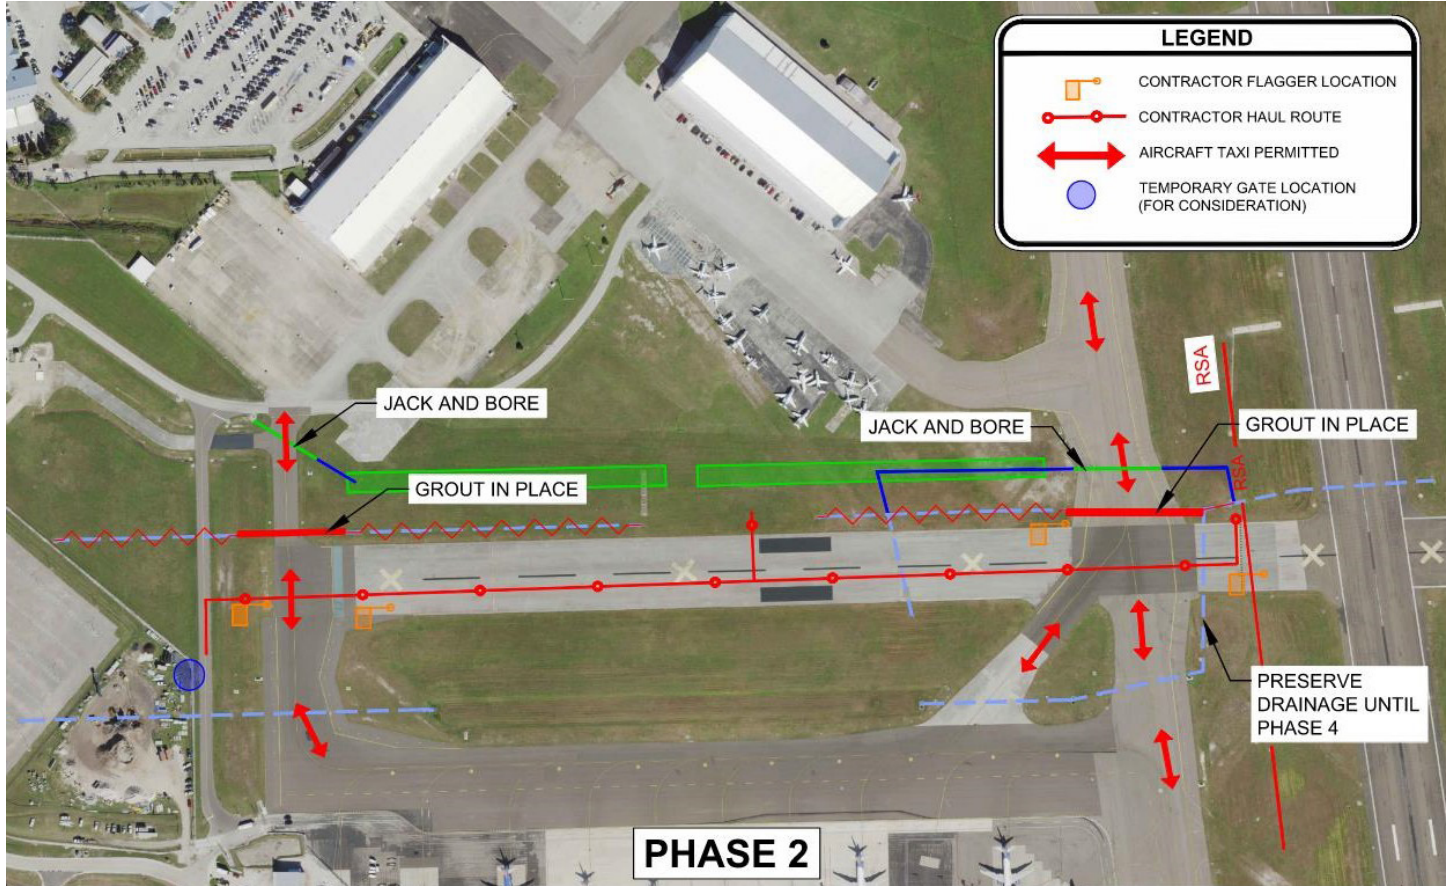 LEGEND
CONTRACTOR FLAGGER LOCATION
CONTRACTOR HAUL ROUTE
AIRCRAFT TAXI PERMITTED
TEMPORARY GATE LOCATION
(FOR CONSIDERATION)
RSA
JACK AND BORE
JACK AND BORE
GROUT IN PLACE
GROUT IN PLACE
RSA
PRESERVE
DRAINAGE UNTIL
PHASE 4
PHASE 2